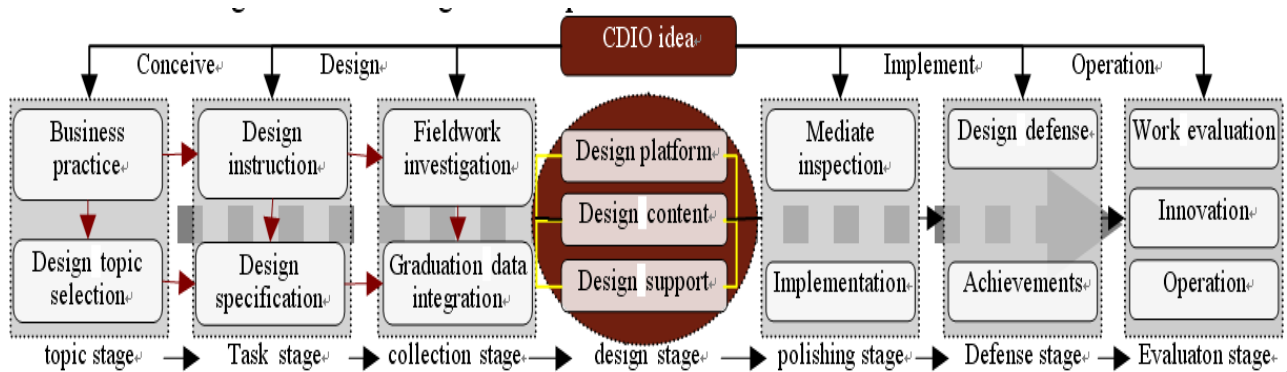 CDIO idea
Conceive
Design
Implement
Operation
Business
practice
Design
instruction
Fieldwork
investigation
Design platform
Design content
Design support
Mediate
inspection
Design defense
Work evaluation
Innovation
Design topic
selection
Design
specification
Graduation data
integration
Implementation
Achievements
Operation
topic stage
Task stage
collection stage
design stage
polishing stage
Defense stage
Evaluaton stage